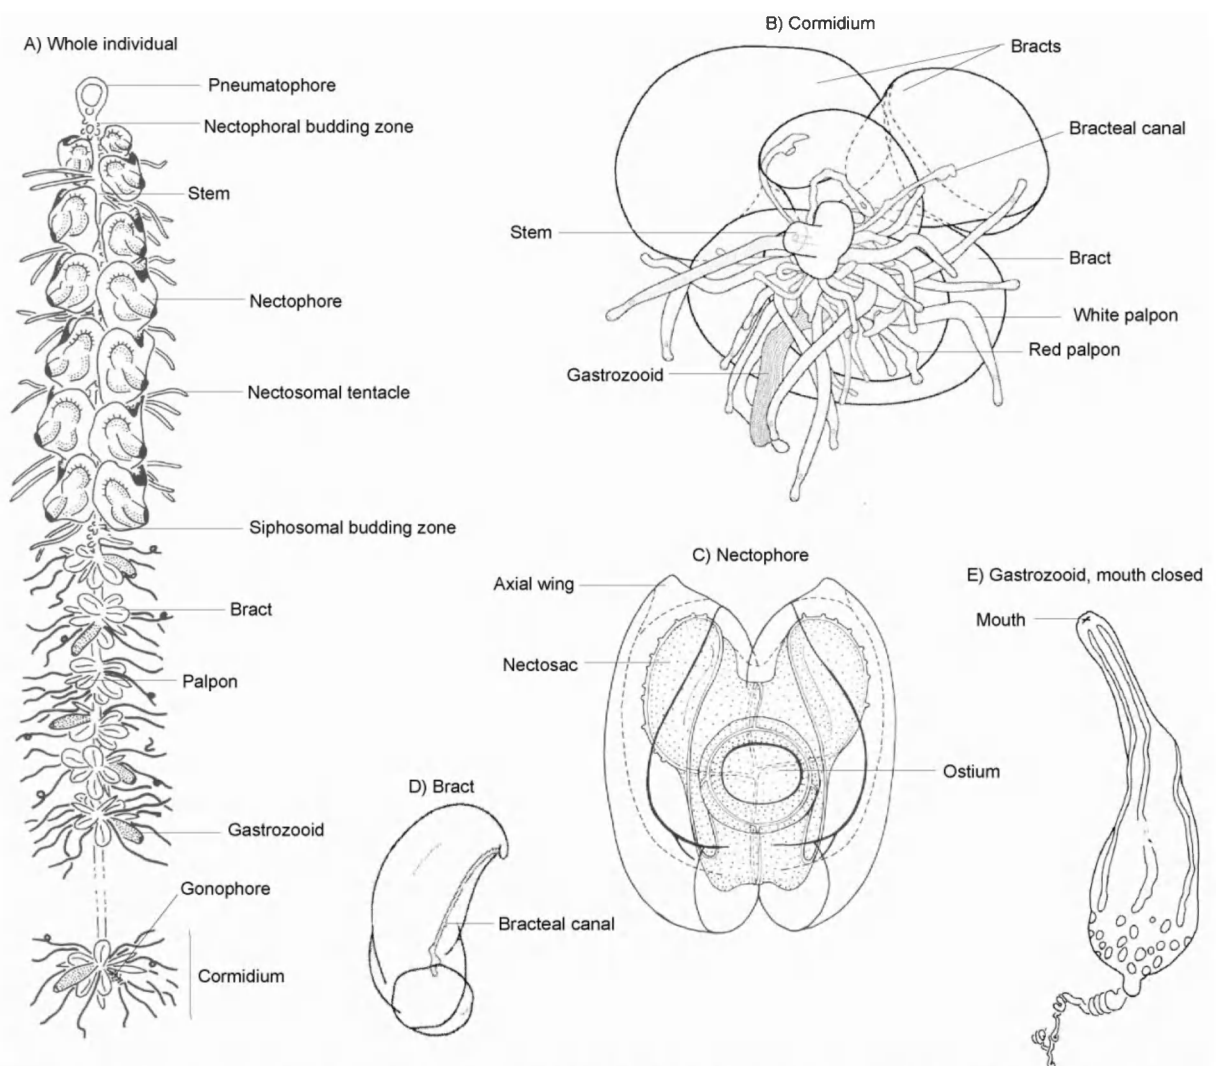 A) Whole individual
Pneumatophore
Nectophoral budding zone
Stem
Nectophore
Nectosomal tentacle
Siphosomal budding zone
Bract
Palpon
Gastrozooid
Gonophore
Cormidium
B) Cormidium
Bracts
Bracteal canal
Stem
Bract
White palpon
Red palpon
Gastrozooid
C) Nectophore
Axial wing
Nectosac
Ostium
D) Bract
Bracteal canal
E) Gastrozooid, mouth closed
Mouth